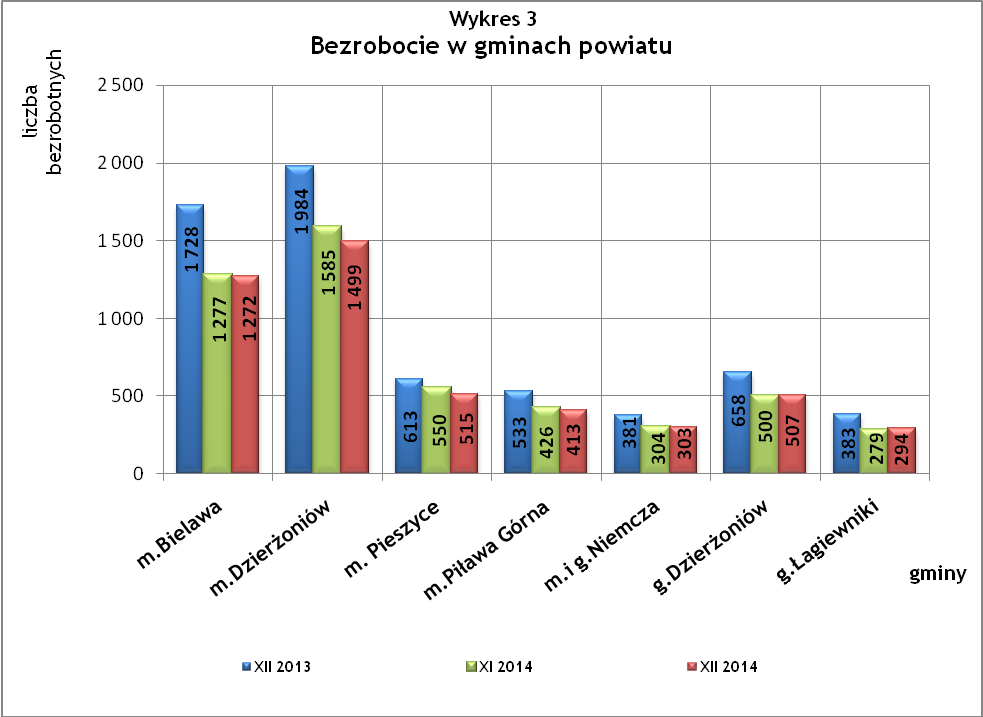 Wykres 3
Bezrobocie w gminach powiatu
liczba
bezrobotnych
2 500
2 000
1 500
1 000
500
0
1 728
1 277
1 272
1 984
1 585
1 499
613
550
515
533
426
413
381
304
303
658
500
507
383
279
294
m.Bielawa
m.Dzierżoniów
m. Pieszyce
m.Piława Górna
m.i g.Niemcza
g.Dzierżoniów
g.Łagiewniki
gminy
XII 2013
XI 2014
XII 2014